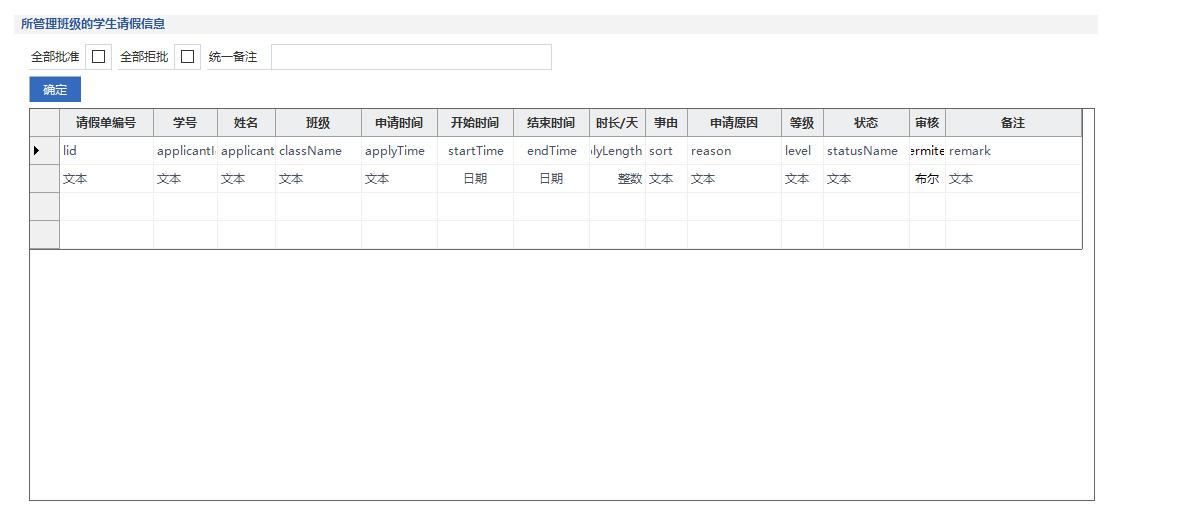 所管理班级的学生请假信息
全部批准 全部拒批 统一备注
确定
请假单编号 学号 姓名 班级 申请时间 开始时间 结束时间 时长/天 事由 申请原因 等级 状态 审核 备注
lid applicantI applicant className applyTime startTime endTime lyLength sort reason level statusName ermite remark
文本 文本 文本 文本 文本 日期 日期 整数 文本 文本 文本 文本 布尔 文本